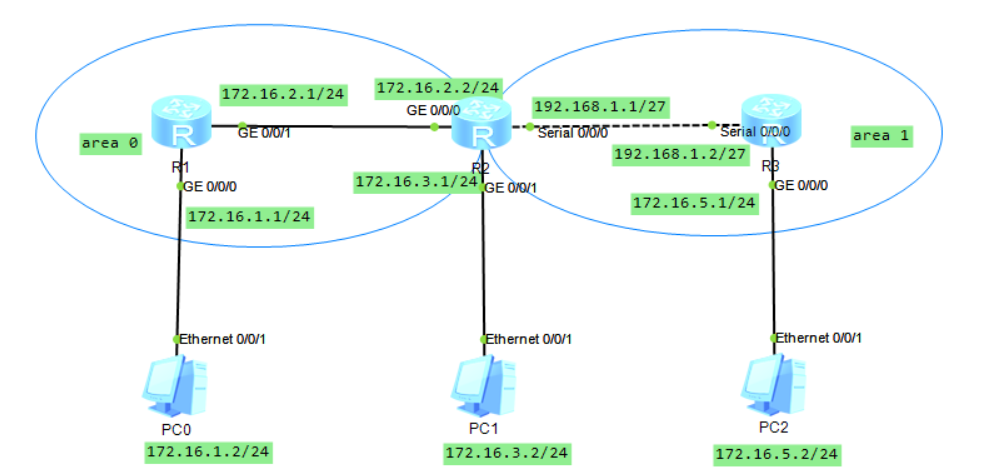 172.16.2.1/24
172.16.2.2/24
GE 0/0/0
192.168.1.1/27
area 0
R
GE 0/0/1
R
Serial 0/0/0
Serial 0/0/0
R
area 1
192.168.1.2/27
R1
R2
R3
GE 0/0/0
172.16.3.1/24
GE 0/0/1
GE 0/0/0
172.16.1.1/24
172.16.5.1/24
Ethernet 0/0/1
Ethernet 0/0/1
Ethernet 0/0/1
PC0
PC1
PC2
172.16.1.2/24
172.16.3.2/24
172.16.5.2/24